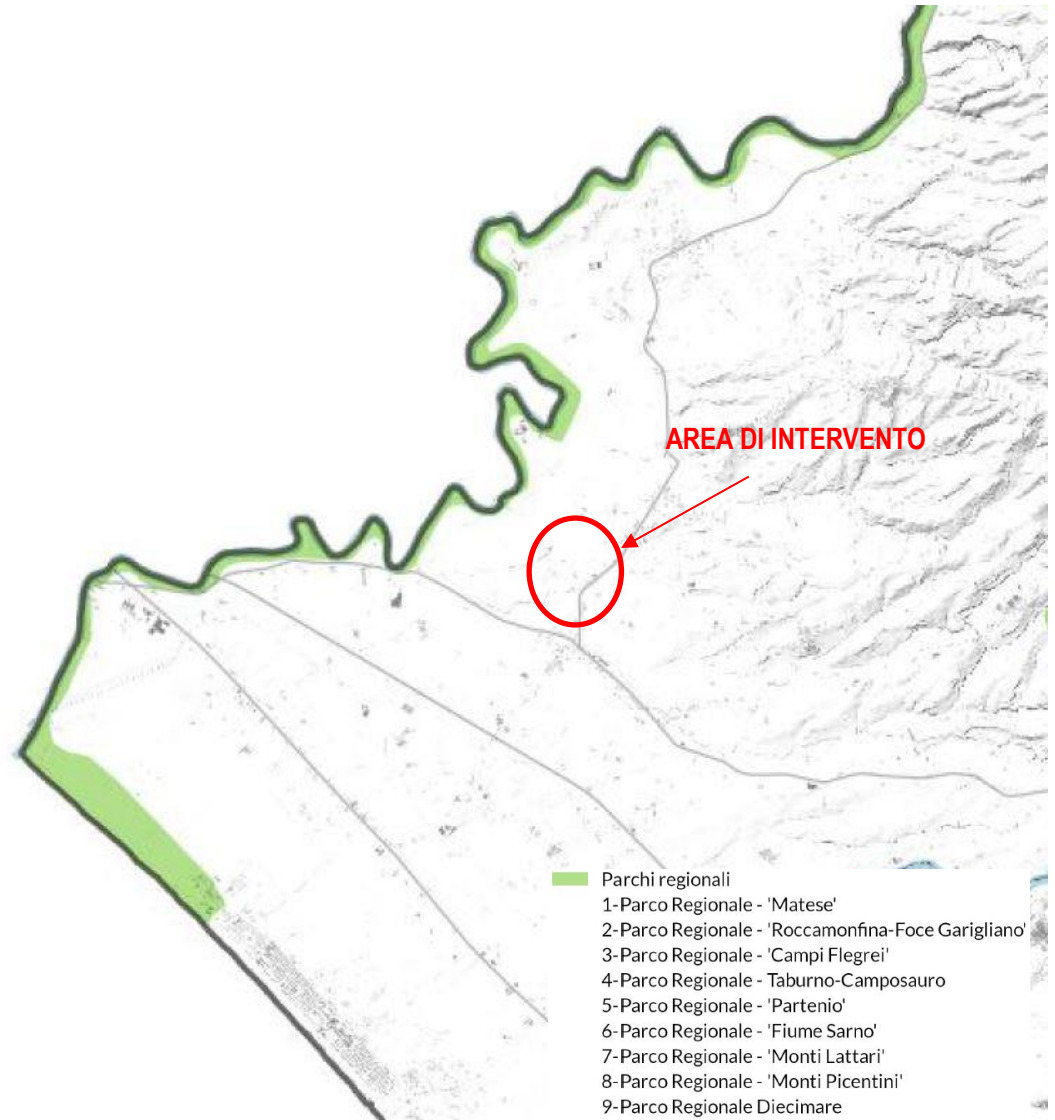 AREA DI INTERVENTO
Parchi regionali
1-Parco Regionale - 'Matese'
2-Parco Regionale - 'Roccamonfina-Foce Garigliano'
3-Parco Regionale - 'Campi Flegrei'
4-Parco Regionale - Taburno-Camposauro
5-Parco Regionale - 'Partenio'
6-Parco Regionale - 'Fiume Sarno'
7-Parco Regionale - 'Monti Lattari'
8-Parco Regionale - 'Monti Picentini'
9-Parco Regionale Diecimare